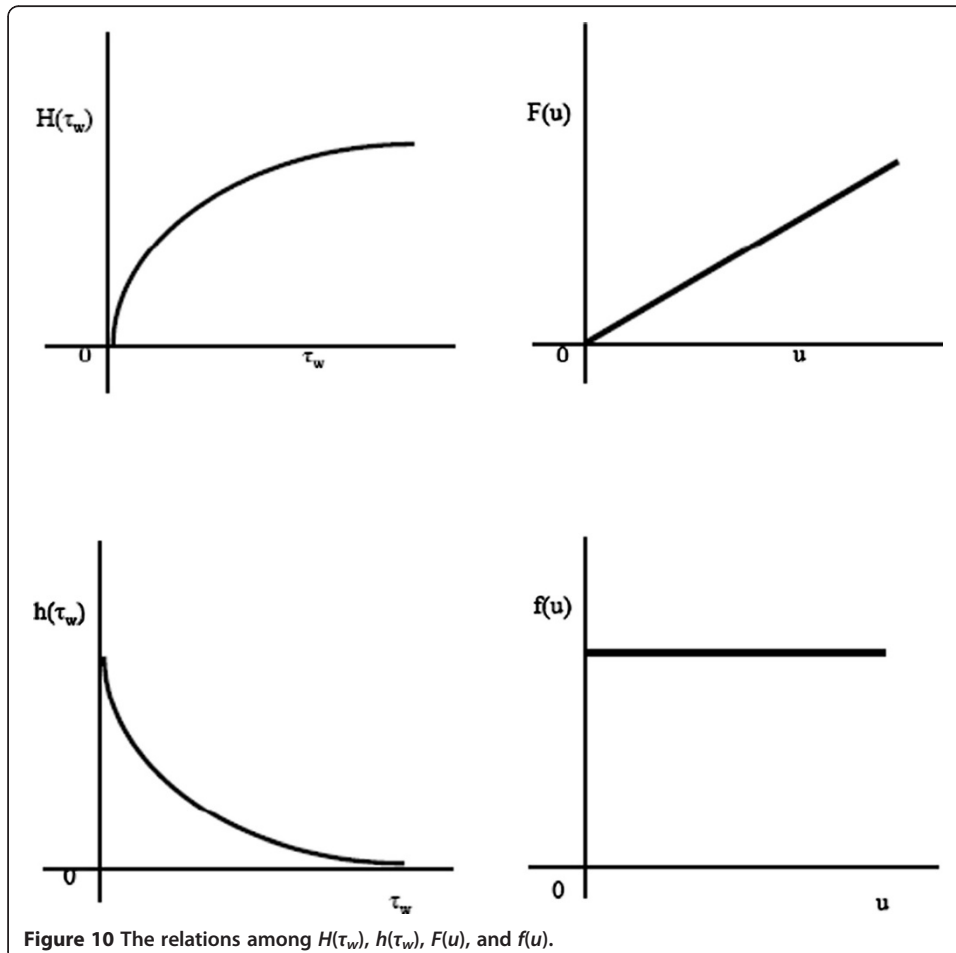 H(τw)
F(u)
0
τw
0
u
h(τw)
f(u)
0
τw
0
u
Figure 10 The relations among H(τw), h(τw), F(u), and f(u).